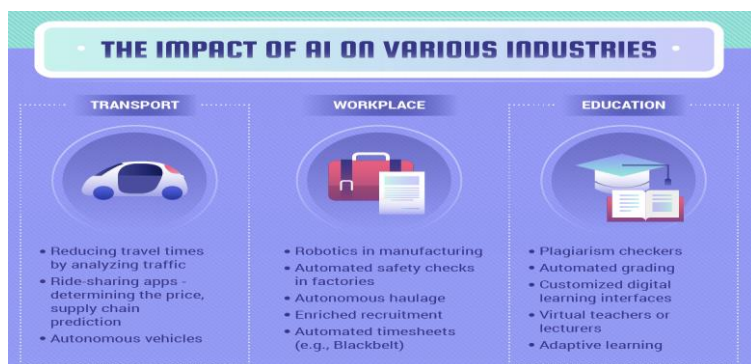 THE IMPACT OF AI ON VARIOUS INDUSTRIES
TRANSPORT
• Reducing travel times
by analyzing traffic
• Ride-sharing apps -
determining the price,
supply chain
prediction
• Autonomous vehicles
WORKPLACE
• Robotics in manufacturing
• Automated safety checks
in factories
• Autonomous haulage
• Enriched recruitment
• Automated timesheets
(e.g., Blackbelt)
EDUCATION
• Plagiarism checkers
• Automated grading
• Customized digital
learning interfaces
• Virtual teachers or
lecturers
• Adaptive learning